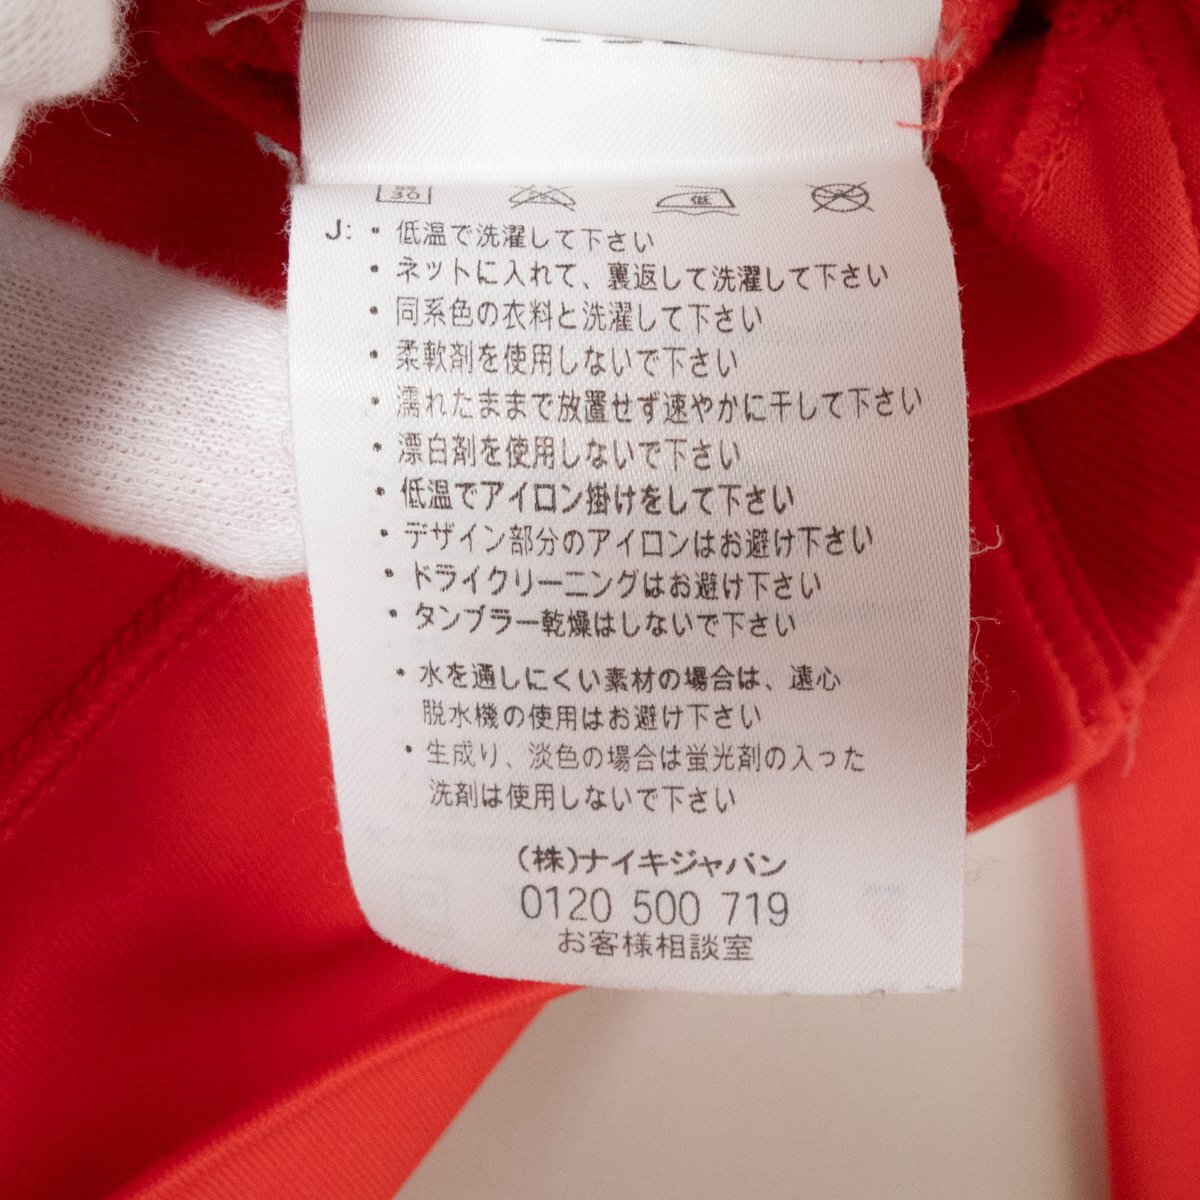 30
低
J: ・低温で洗濯して下さい
・ネットに入れて、裏返して洗濯して下さい
・同系色の衣料と洗濯して下さい
・柔軟剤を使用しないで下さい
・濡れたままで放置せず速やかに干して下さい
・漂白剤を使用しないで下さい
・低温でアイロン掛けをして下さい
・デザイン部分のアイロンはお避け下さい
・ドライクリーニングはお避け下さい
・タンブラー乾燥はしないで下さい
・水を通しにくい素材の場合は、遠心
脱水機の使用はお避け下さい
・生成り、淡色の場合は蛍光剤の入った
洗剤は使用しないで下さい
(株)ナイキジャパン
0120 500 719
お客様相談室